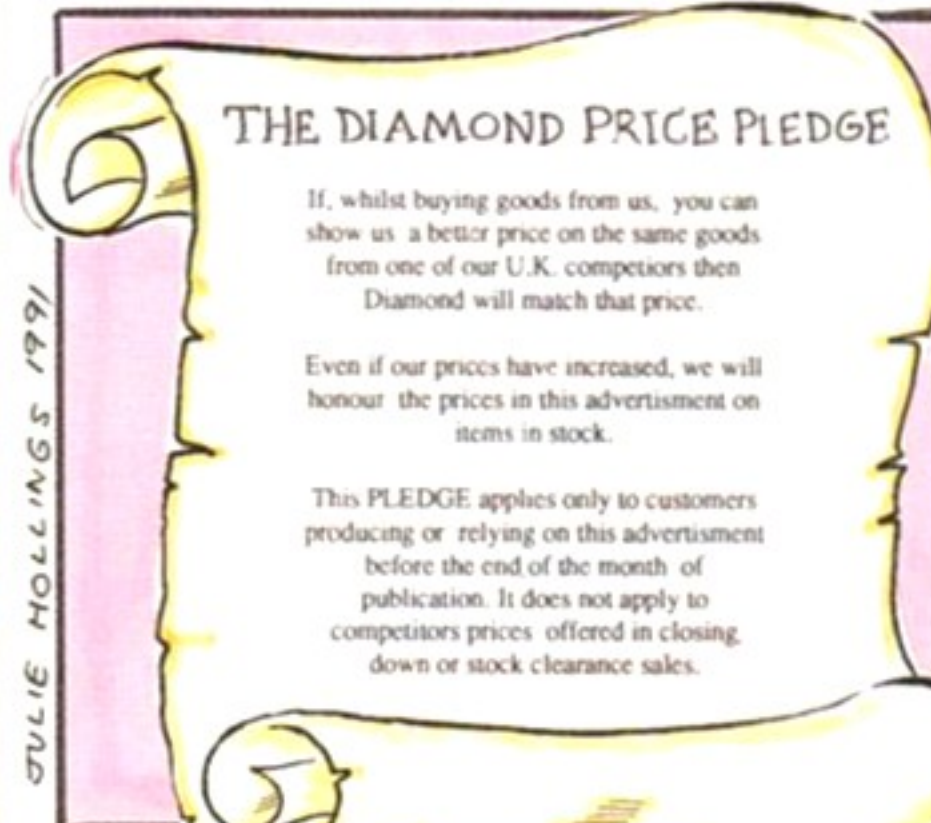 THE DIAMOND PRICE PLEDGE
If, whilst buying goods from us, you can
show us a better price on the same goods
from one of our U.K. competiors then
Diamond will match that price.
Even if our prices have increased, we will
honour the prices in this advertisment on
items in stock.
This PLEDGE applies only to customers
producing or relying on this advertisment
before the end of the month of
publication. It does not apply to
competitors prices offered in closing
down or stock clearance sales.
JULIE HOLLINGS 1991